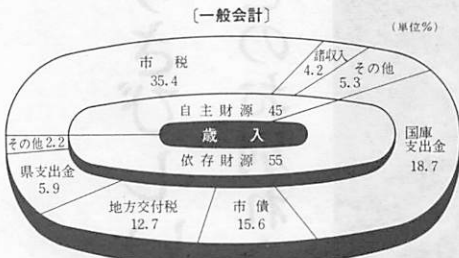 〔一般会計〕
(単位%)
市税
35.4
諸収入
4.2
その他
5.3
自主財源 45
歳入
依存財源 55
その他 2.2
県支出金
5.9
地方交付税
12.7
市債
15.6
国庫
支出金
18.7